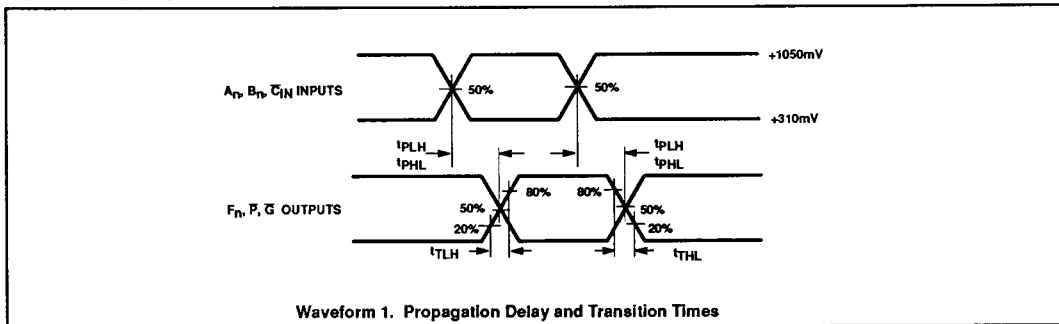 +1050mV
Aₙ, Bₙ, C̅IN INPUTS
50%
50%
+310mV
tPLH
tPHL
tPLH
tPHL
80%
80%
Fₙ, P̅, G̅ OUTPUTS
50%
50%
20%
20%
tTLH
tTHL
Waveform 1. Propagation Delay and Transition Times